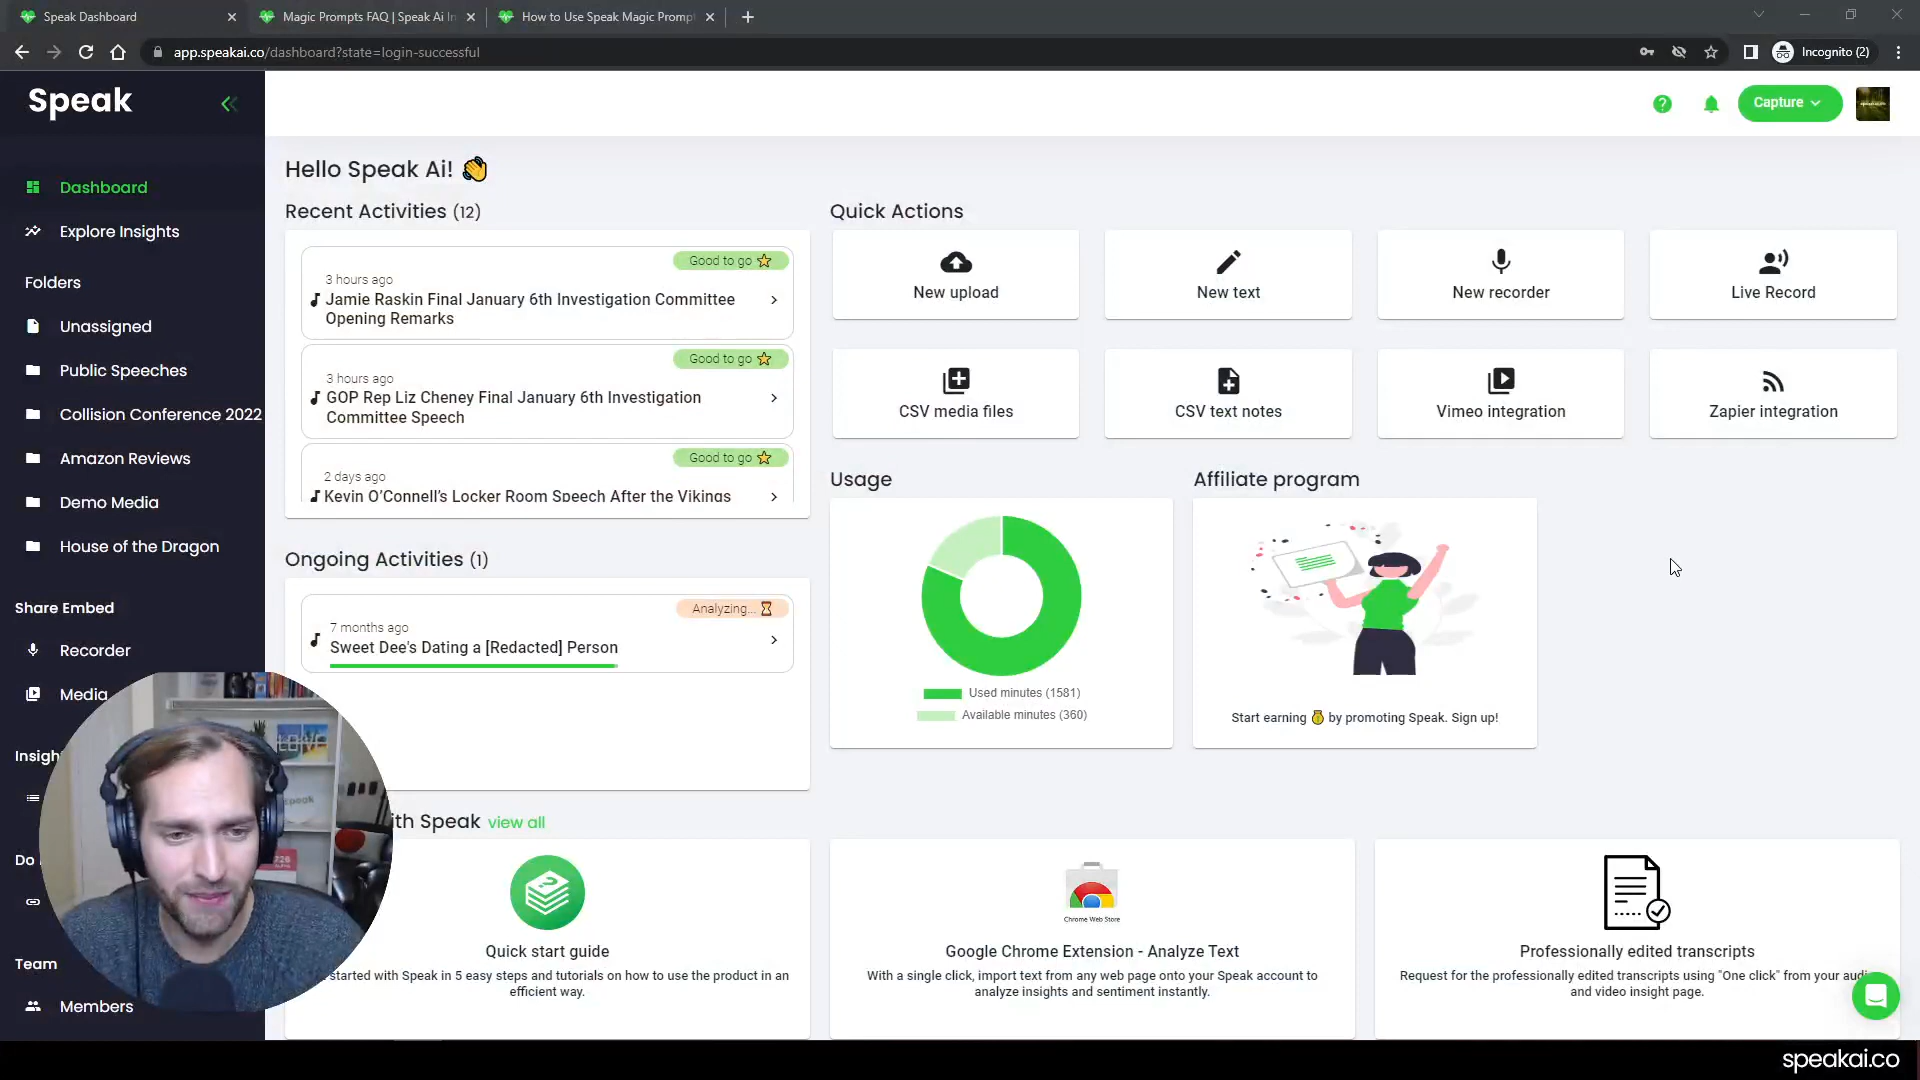 Speak Dashboard
Magic Prompts FAQ | Speak Ai In
How to Use Speak Magic Prompt
app.speakai.co/dashboard?state=login-successful
Incognito (2)
Speak
Capture
Dashboard
Explore Insights
Folders
Unassigned
Public Speeches
Collision Conference 2022
Amazon Reviews
Demo Media
House of the Dragon
Share Embed
Recorder
Media
Insigh
Do
Team
Members
Hello Speak Ai!
Recent Activities (12)
Good to go
3 hours ago
Jamie Raskin Final January 6th Investigation Committee
Opening Remarks
Good to go
3 hours ago
GOP Rep Liz Cheney Final January 6th Investigation
Committee Speech
Good to go
2 days ago
Kevin O'Connell's Locker Room Speech After the Vikings
Ongoing Activities (1)
Analyzing...
7 months ago
Sweet Dee's Dating a [Redacted] Person
Quick Actions
New upload
New text
New recorder
Live Record
CSV media files
CSV text notes
Vimeo integration
Zapier integration
Usage
Used minutes (1581)
Available minutes (360)
Affiliate program
Start earning by promoting Speak. Sign up!
ith Speak view all
Quick start guide
started with Speak in 5 easy steps and tutorials on how to use the product in an
efficient way.
Chrome Web Store
Google Chrome Extension - Analyze Text
With a single click, import text from any web page onto your Speak account to
analyze insights and sentiment instantly.
Professionally edited transcripts
Request for the professionally edited transcripts using "One click" from your audi
and video insight page.
speakai.co